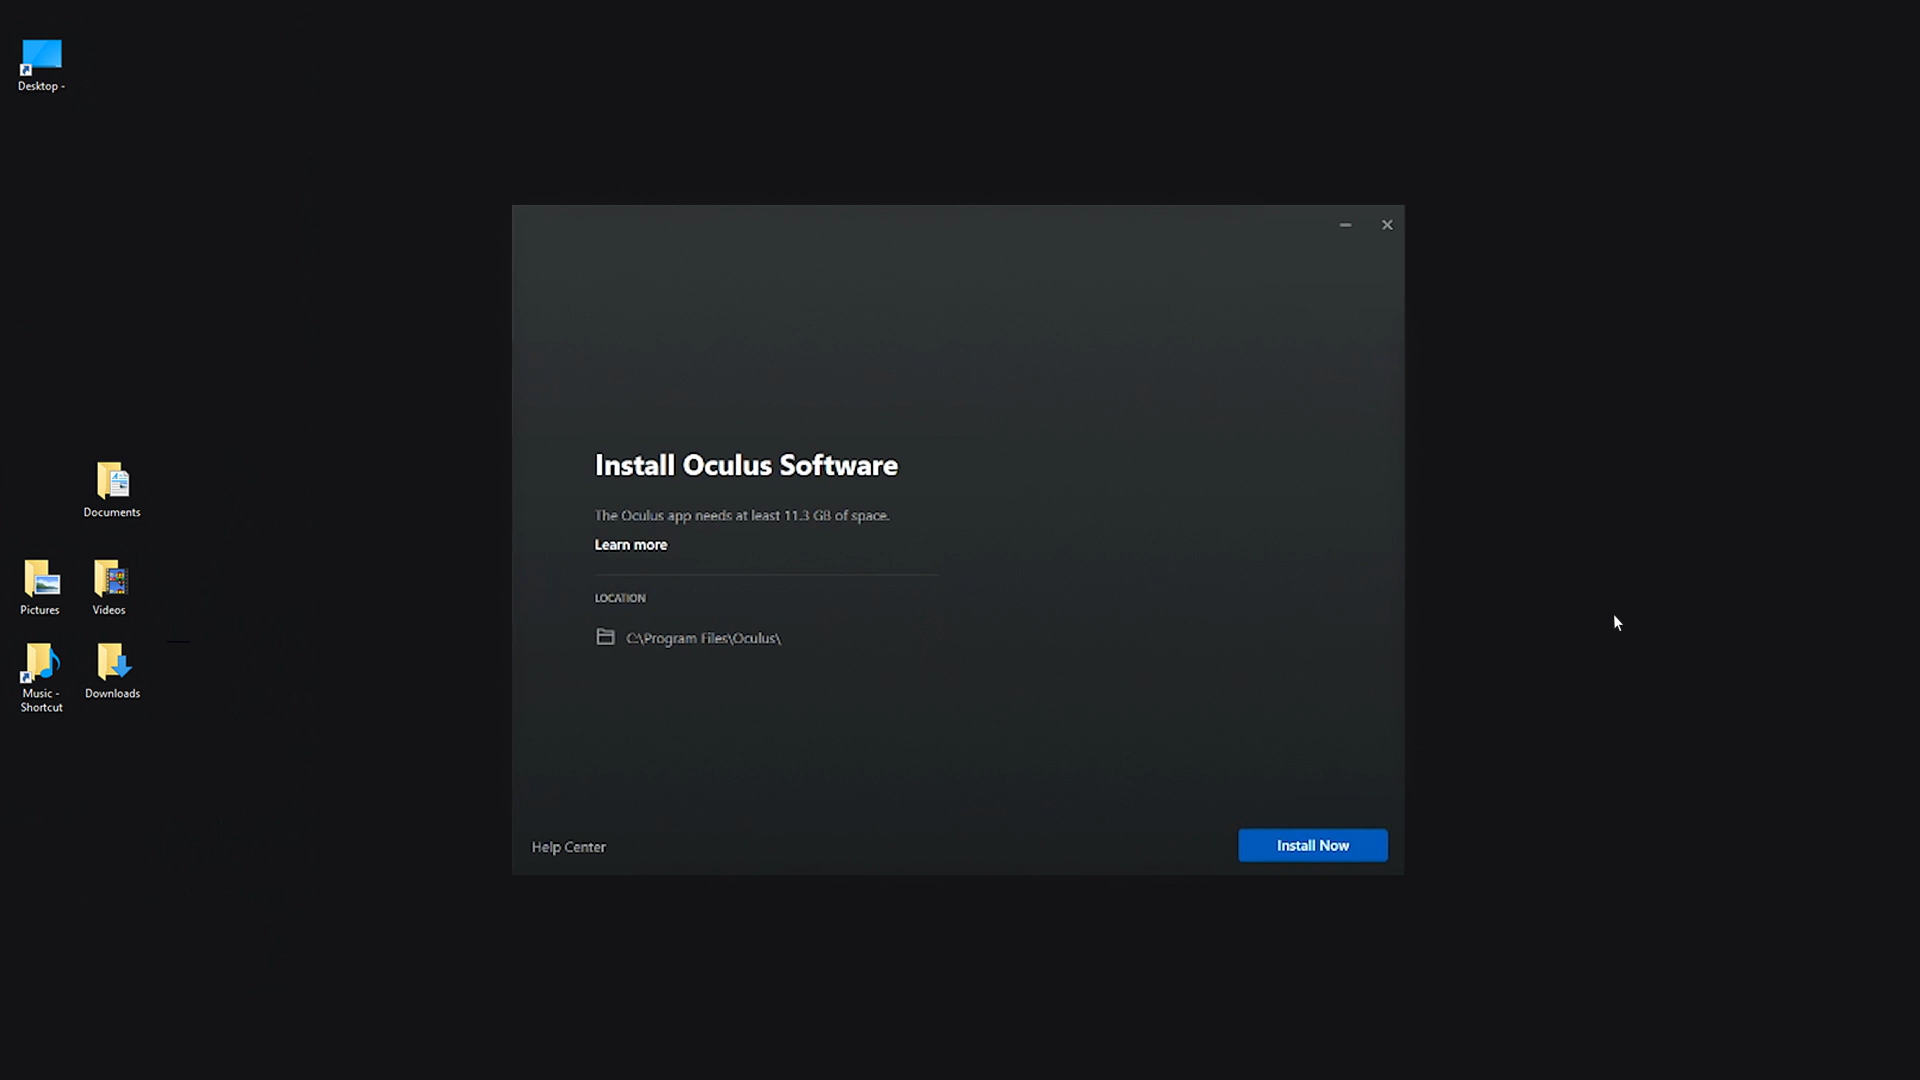 Desktop -
Documents
Pictures
Videos
Music -
Shortcut
Downloads
Install Oculus Software
The Oculus app needs at least 11.3 GB of space.
Learn more
LOCATION
C:\Program Files\Oculus\
Help Center
Install Now